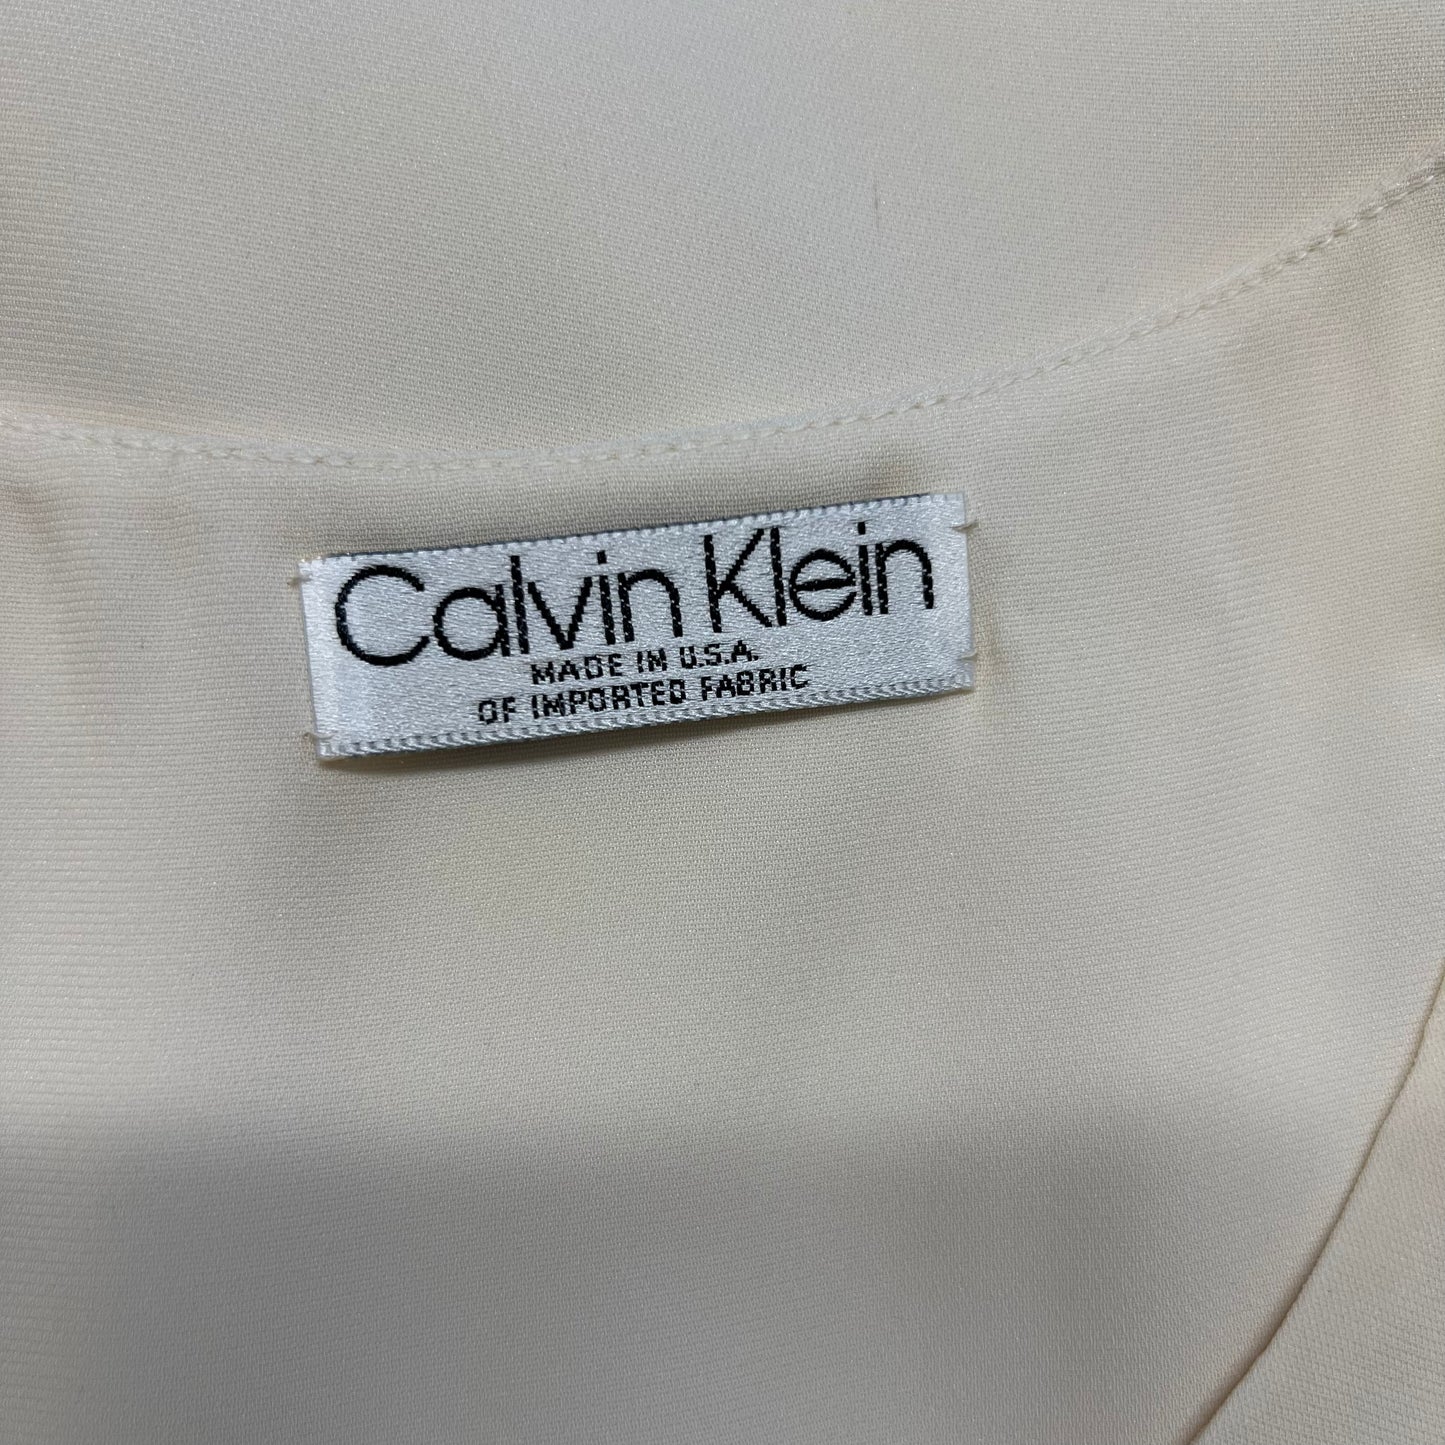 Calvin Klein
MADE IN U.S.A.
OF IMPORTED FABRIC